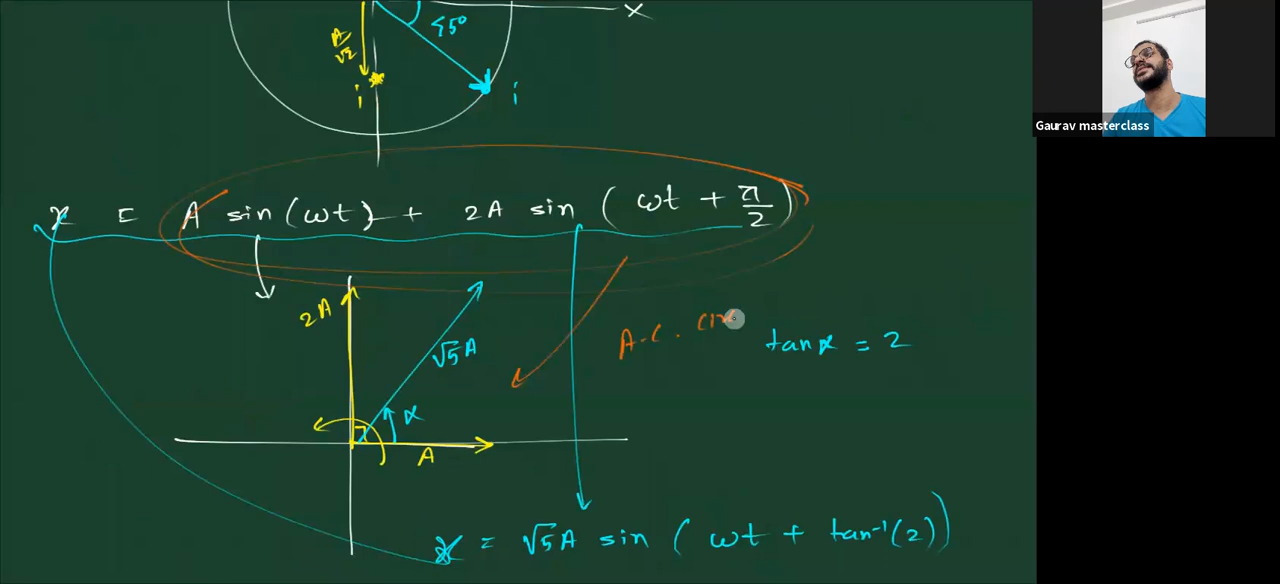 X
45°
A/√2
i
i
Gaurav masterclass
x = A sin(ωt) + 2A sin (ωt + π/2)
2A
√5A
α
A
A.C. cir
tan α = 2
x = √5A sin (ωt + tan⁻¹(2))